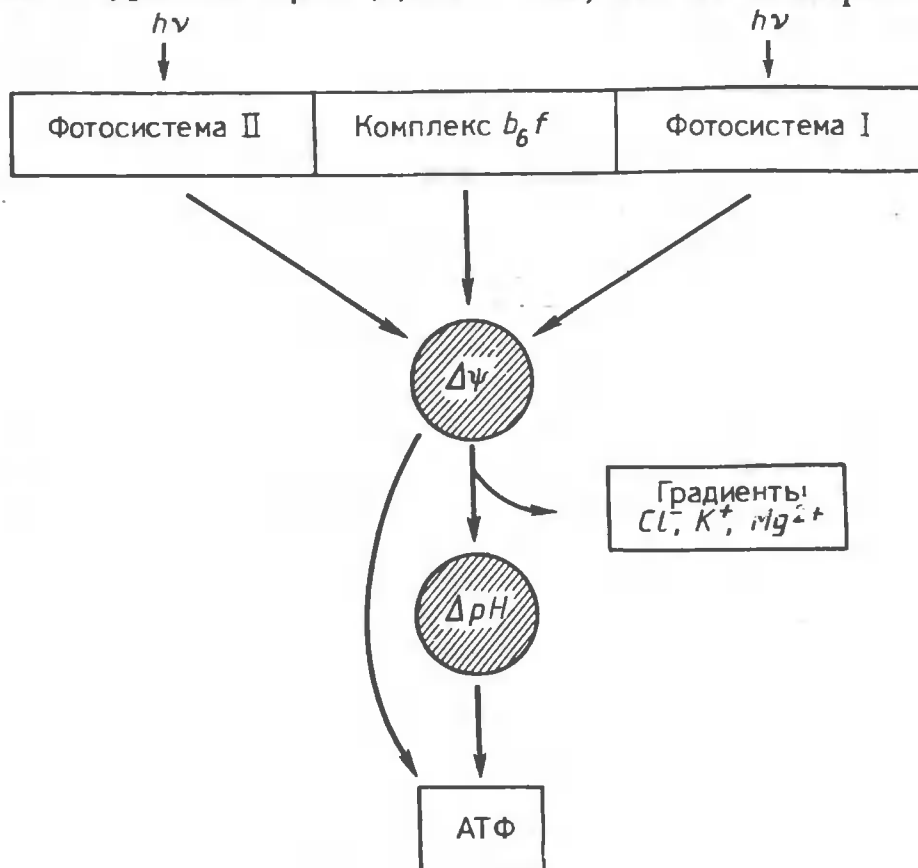 hν hν
Фотосистема II Комплекс b₆f Фотосистема I
Δψ
Градиенты
Cl⁻, K⁺, Mg²⁺
ΔpH
АТФ